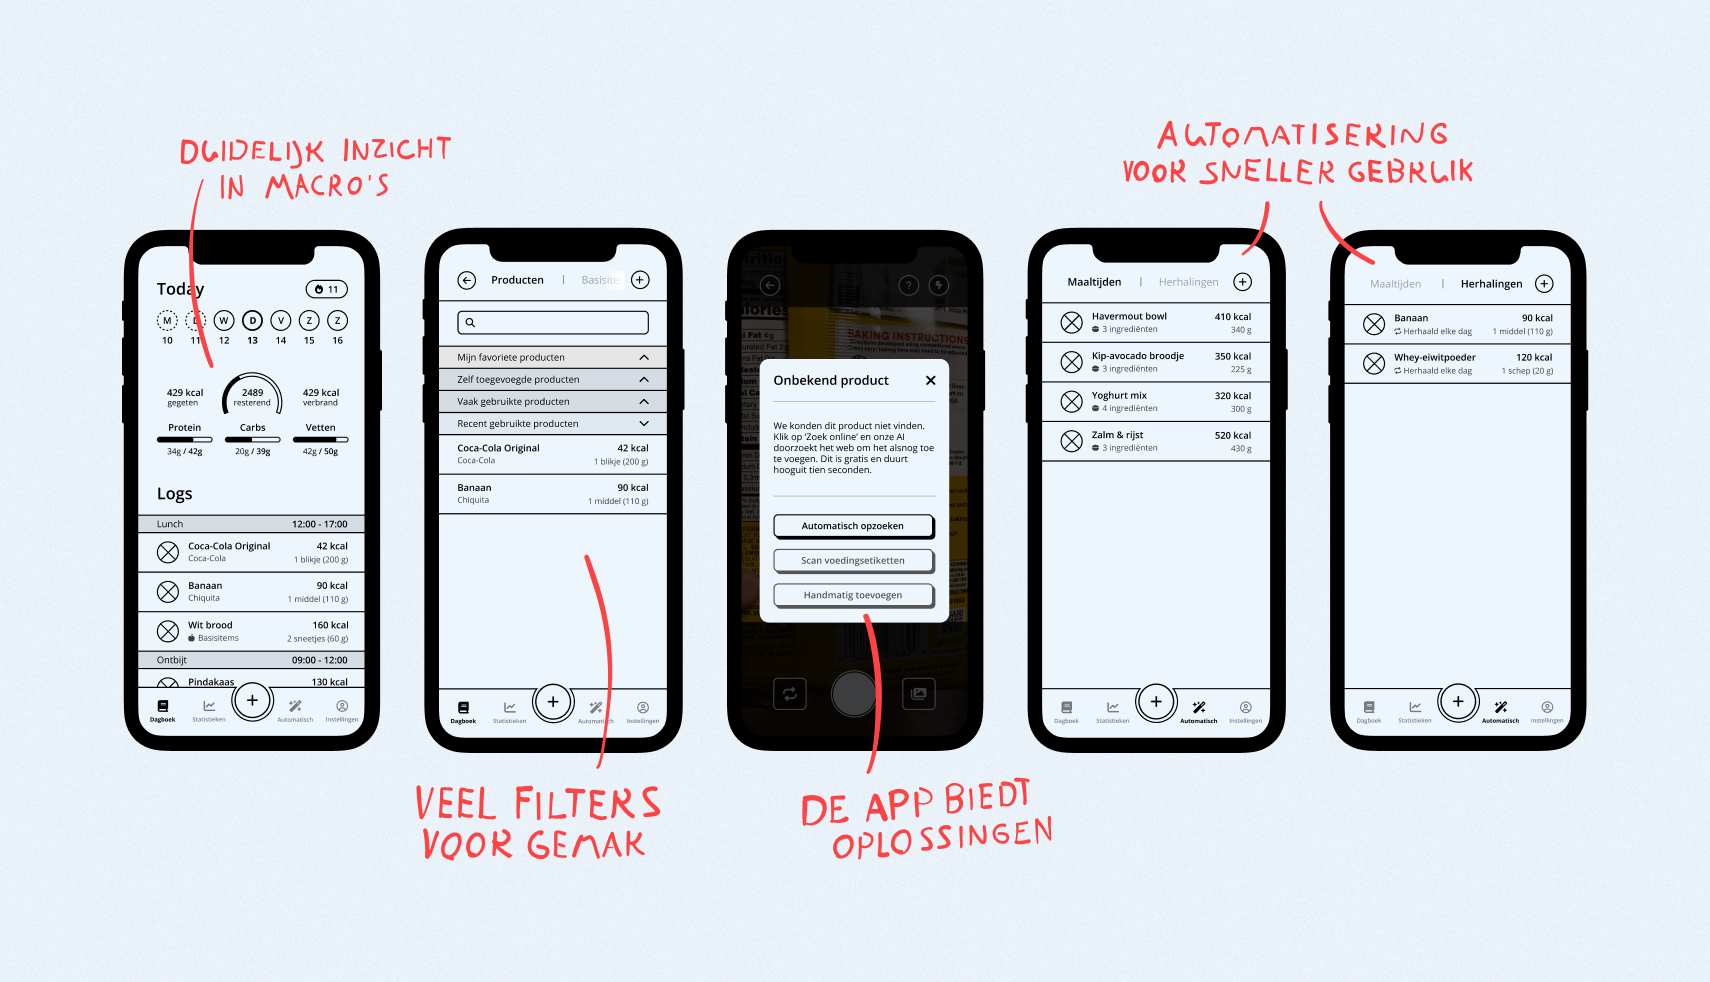 DUIDELIJK INZICHT
IN MACRO'S
AUTOMATISERING
VOOR SNELLER GEBRUIK
Today
11
M D W D V Z Z
10 11 12 13 14 15 16
429 kcal
gegeten
2489
resterend
429 kcal
verbrand
Protein Carbs Vetten
34g / 42g 20g / 39g 42g / 50g
Logs
Lunch 12:00 - 17:00
Coca-Cola Original 42 kcal
Coca-Cola 1 blikje (200 g)
Banaan 90 kcal
Chiquita 1 middel (110 g)
Wit brood 160 kcal
Basisitems 2 sneetjes (60 g)
Ontbijt 09:00 - 12:00
Pindakaas 130 kcal
Dagboek Statistieken Automatisch Instellingen
Producten | Basisite
Mijn favoriete producten
Zelf toegevoegde producten
Vaak gebruikte producten
Recent gebruikte producten
Coca-Cola Original 42 kcal
Coca-Cola 1 blikje (200 g)
Banaan 90 kcal
Chiquita 1 middel (110 g)
Dagboek Statistieken Automatisch Instellingen
BAKING INSTRUCTIONS
Onbekend product
We konden dit product niet vinden.
Klik op 'Zoek online' en onze AI
doorzoekt het web om het alsnog toe
te voegen. Dit is gratis en duurt
hooguit tien seconden.
Automatisch opzoeken
Scan voedingsetiketten
Handmatig toevoegen
Maaltijden | Herhalingen
Havermout bowl 410 kcal
3 ingrediënten 340 g
Kip-avocado broodje 350 kcal
3 ingrediënten 225 g
Yoghurt mix 320 kcal
4 ingrediënten 300 g
Zalm & rijst 520 kcal
3 ingrediënten 430 g
Dagboek Statistieken Automatisch Instellingen
Maaltijden | Herhalingen
Banaan 90 kcal
Herhaald elke dag 1 middel (110 g)
Whey-eiwitpoeder 120 kcal
Herhaald elke dag 1 schep (20 g)
Dagboek Statistieken Automatisch Instellingen
VEEL FILTERS
VOOR GEMAK
DE APP BIEDT
OPLOSSINGEN